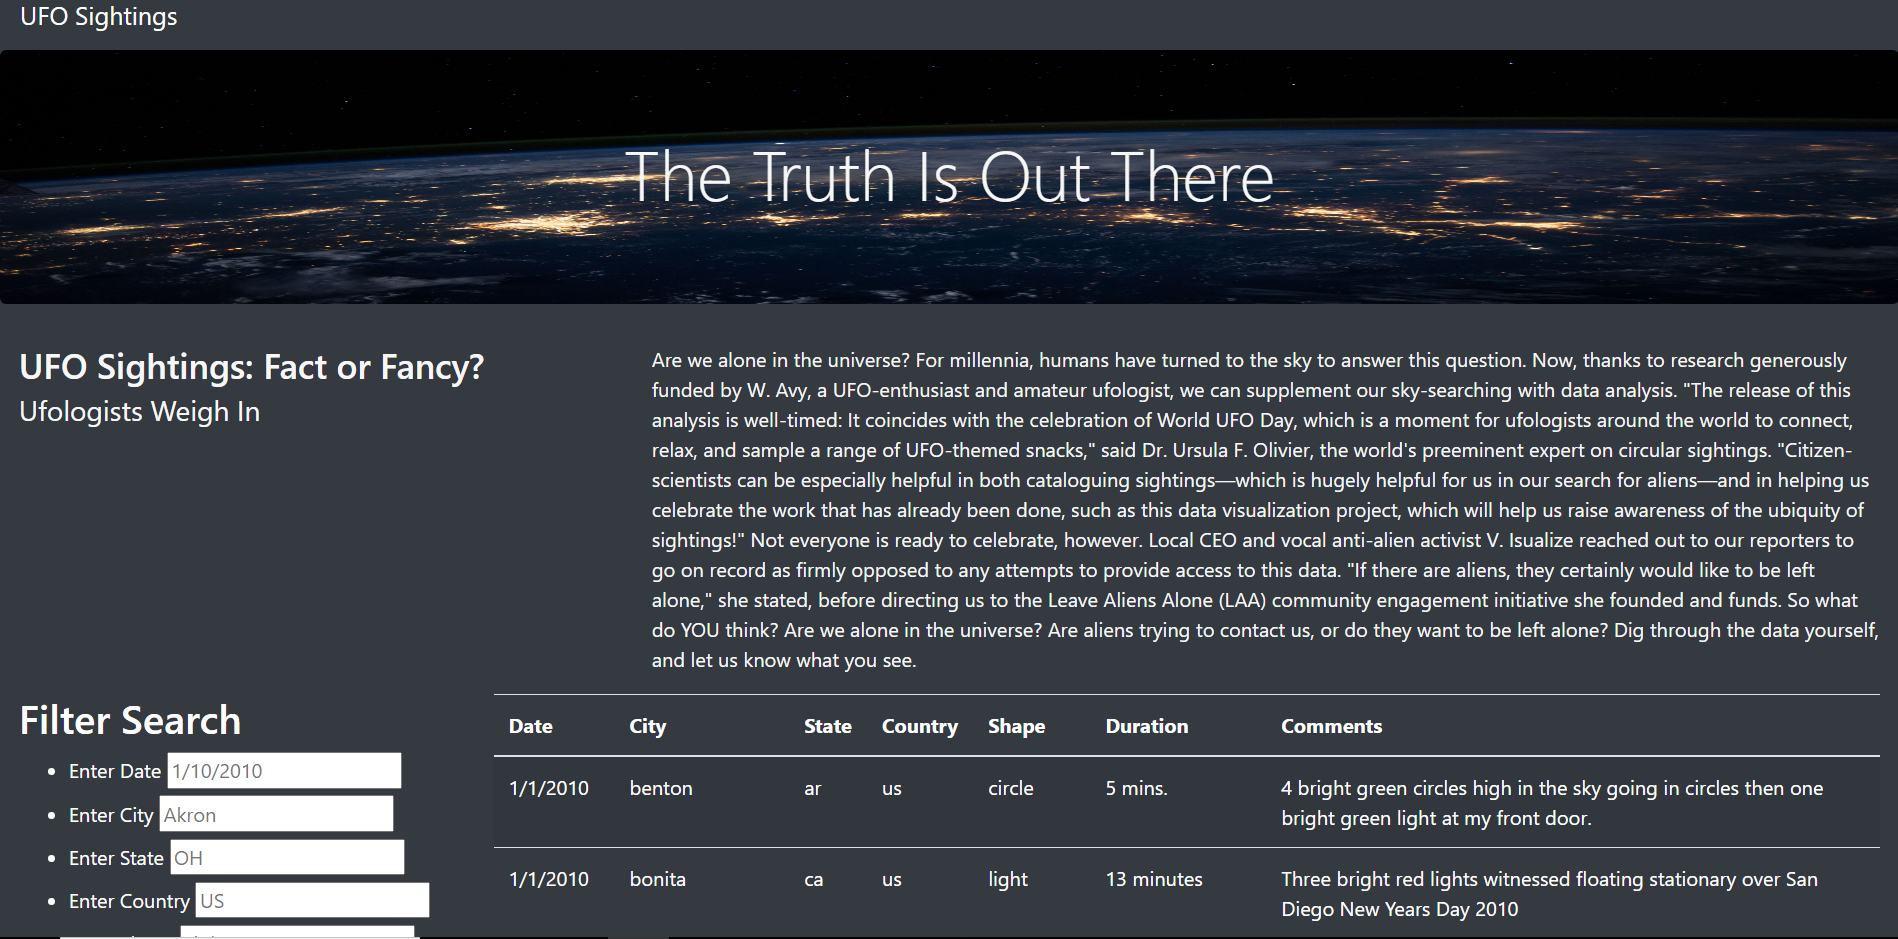 UFO Sightings
The Truth Is Out There
UFO Sightings: Fact or Fancy?
Ufologists Weigh In
Are we alone in the universe? For millennia, humans have turned to the sky to answer this question. Now, thanks to research generously
funded by W. Avy, a UFO-enthusiast and amateur ufologist, we can supplement our sky-searching with data analysis. "The release of this
analysis is well-timed: It coincides with the celebration of World UFO Day, which is a moment for ufologists around the world to connect,
relax, and sample a range of UFO-themed snacks," said Dr. Ursula F. Olivier, the world's preeminent expert on circular sightings. "Citizen-
scientists can be especially helpful in both cataloguing sightings—which is hugely helpful for us in our search for aliens—and in helping us
celebrate the work that has already been done, such as this data visualization project, which will help us raise awareness of the ubiquity of
sightings!" Not everyone is ready to celebrate, however. Local CEO and vocal anti-alien activist V. Isualize reached out to our reporters to
go on record as firmly opposed to any attempts to provide access to this data. "If there are aliens, they certainly would like to be left
alone," she stated, before directing us to the Leave Aliens Alone (LAA) community engagement initiative she founded and funds. So what
do YOU think? Are we alone in the universe? Are aliens trying to contact us, or do they want to be left alone? Dig through the data yourself,
and let us know what you see.
Filter Search
Enter Date 1/10/2010
Enter City Akron
Enter State OH
Enter Country US
Date City State Country Shape Duration Comments
1/1/2010 benton ar us circle 5 mins. 4 bright green circles high in the sky going in circles then one
bright green light at my front door.
1/1/2010 bonita ca us light 13 minutes Three bright red lights witnessed floating stationary over San
Diego New Years Day 2010